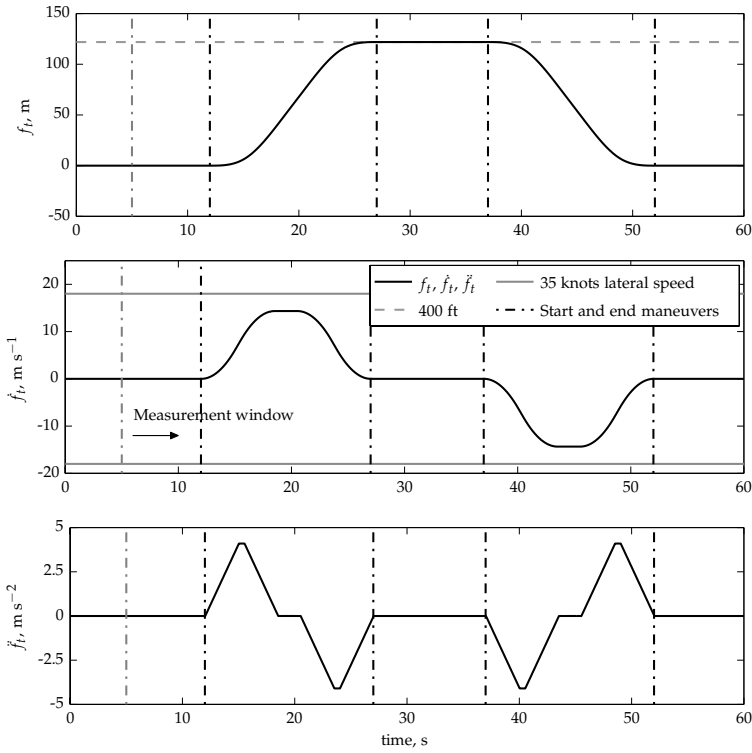 150
100
50
0
-50
f_t, m
0 10 20 30 40 50 60
20
10
0
-10
-20
ḟ_t, m s⁻¹
f_t, ḟ_t, f̈_t
400 ft
35 knots lateral speed
Start and end maneuvers
Measurement window
0 10 20 30 40 50 60
5
2.5
0
-2.5
-5
f̈_t, m s⁻²
0 10 20 30 40 50 60
time, s